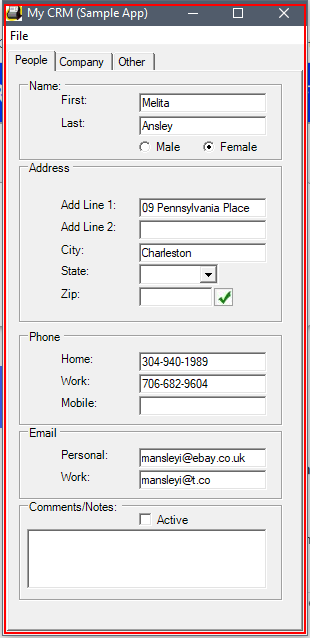 My CRM (Sample App)
File
People Company Other
Name:
First: Melita
Last: Ansley
Male Female
Address
Add Line 1: 09 Pennsylvania Place
Add Line 2:
City: Charleston
State:
Zip:
Phone
Home: 304-940-1989
Work: 706-682-9604
Mobile:
Email
Personal: mansleyi@ebay.co.uk
Work: mansleyi@t.co
Comments/Notes:
Active